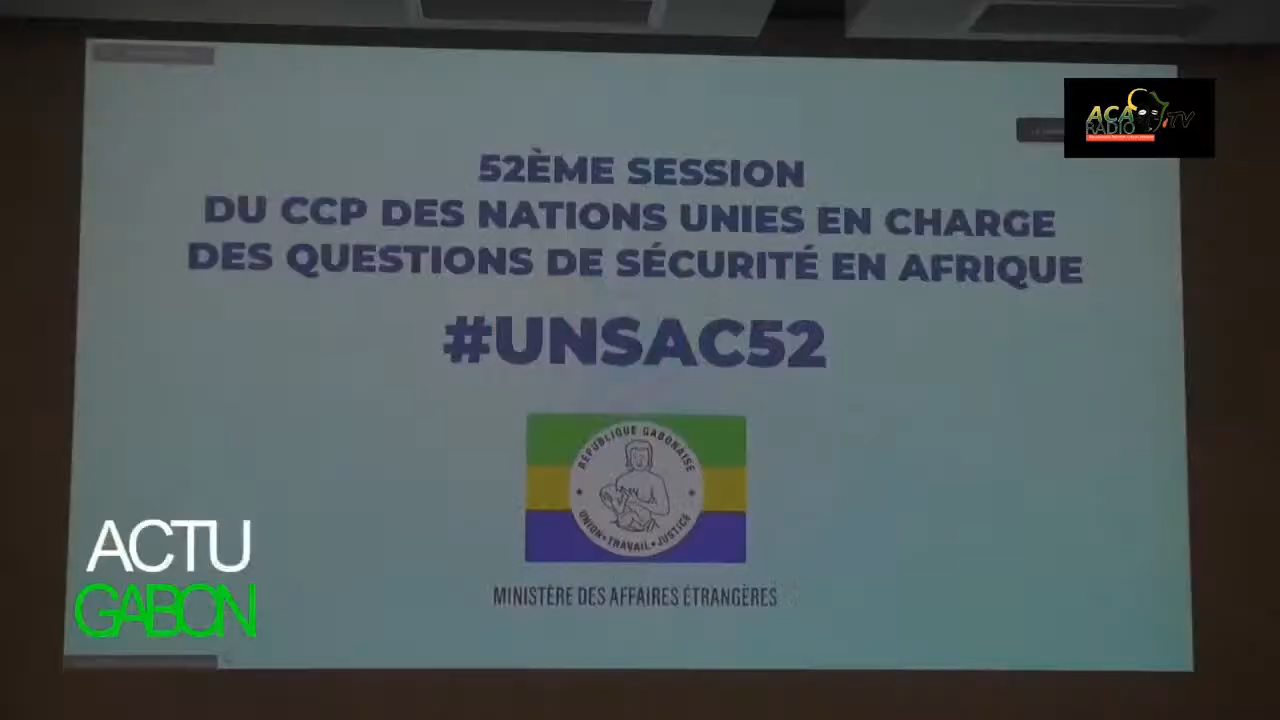 52ÈME SESSION
DU CCP DES NATIONS UNIES EN CHARGE
DES QUESTIONS DE SÉCURITÉ EN AFRIQUE
#UNSAC52
RÉPUBLIQUE GABONAISE
UNION • TRAVAIL • JUSTICE
MINISTÈRE DES AFFAIRES ÉTRANGÈRES
ACA
RADIO
TV
ACTU
GABON